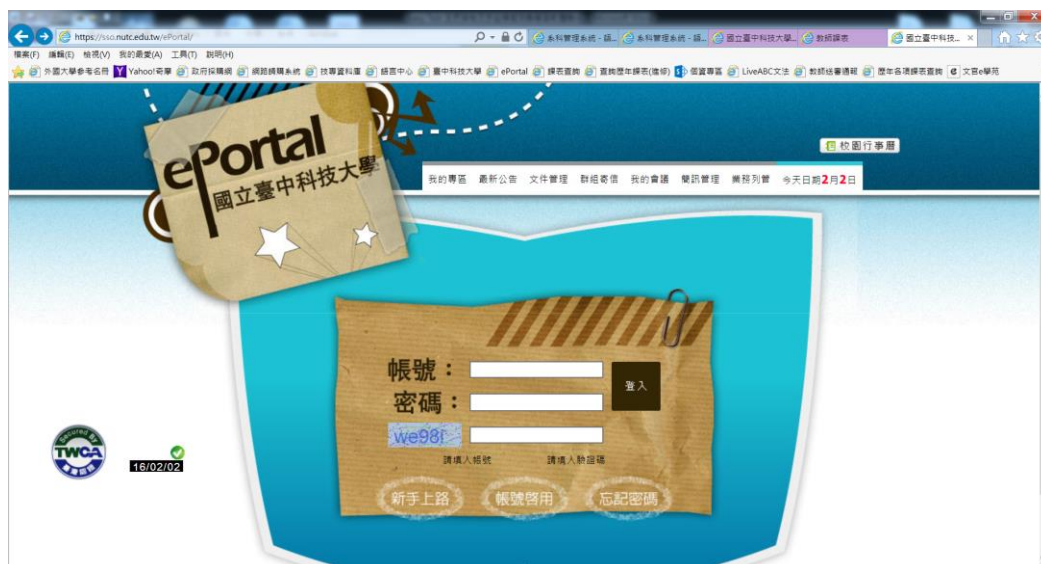 https://sso.nutc.edu.tw/ePortal/
系科管理系統 - 語...
系科管理系統 - 語...
國立臺中科技大學...
教師課表
國立臺中科技...
檔案(F) 編輯(E) 檢視(V) 我的最愛(A) 工具(T) 說明(H)
外國大學參考名冊 Yahoo!奇摩 政府採購網 網路請購系統 技專資料庫 語言中心 臺中科技大學 ePortal 課表查詢 查詢歷年課表(進修) 個資專區 LiveABC文法 教師送審通報 歷年各項課表查詢 文官e學苑
ePortal
國立臺中科技大學
校園行事曆
我的專區 最新公告 文件管理 群組寄信 我的會議 簡訊管理 業務列管 今天日期2月2日
帳號：
登入
密碼：
we98f
請填入帳號 請填入驗證碼
新手上路 帳號啓用 忘記密碼
Secured By
TWCA
16/02/02